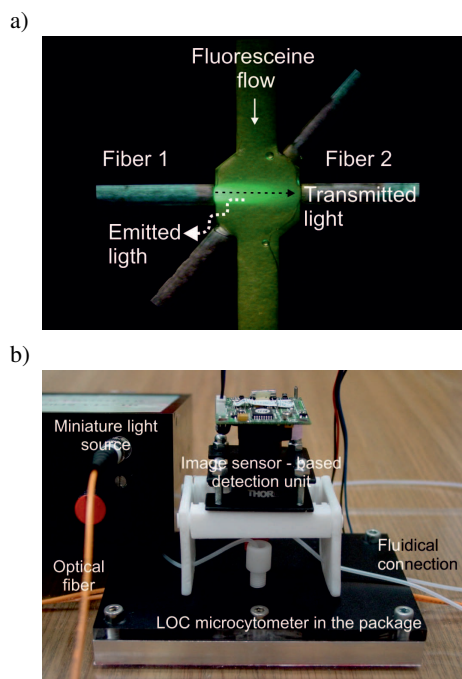 a)
Fluoresceine
flow
Fiber 1
Fiber 2
Transmitted
light
Emitted
ligth
b)
Miniature light
source
Image sensor - based
detection unit
THOR
Optical
fiber
Fluidical
connection
LOC microcytometer in the package